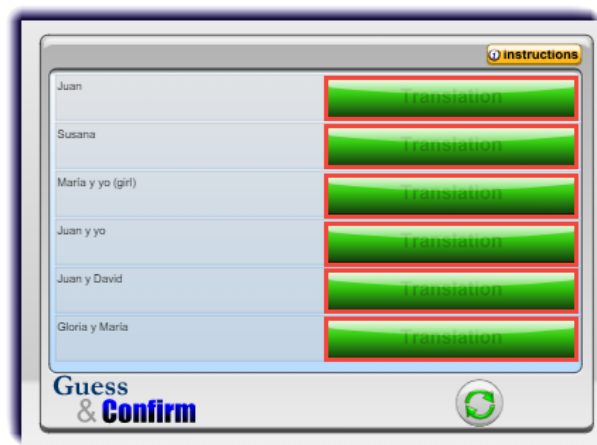 instructions
Juan
Translation
Susana
Translation
María y yo (girl)
Translation
Juan y yo
Translation
Juan y David
Translation
Gloria y María
Translation
Guess
& Confirm